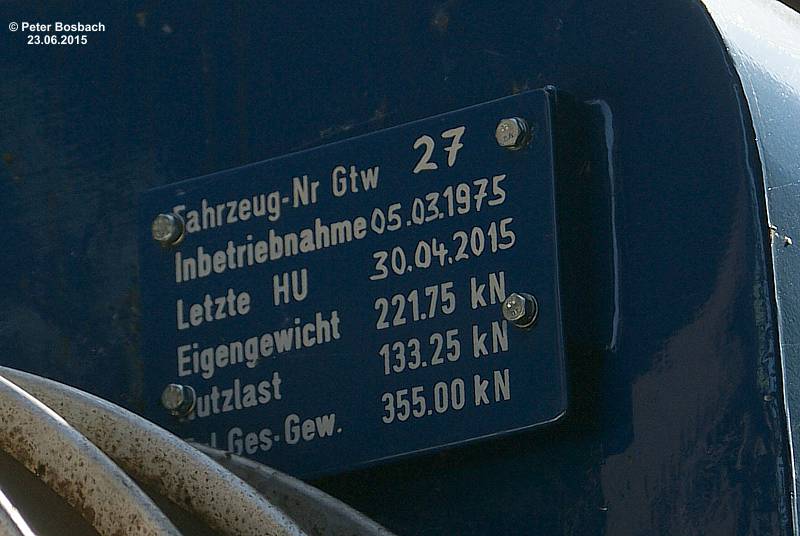 © Peter Bosbach
23.06.2015
Fahrzeug-Nr Gtw 27
Inbetriebnahme 05.03.1975
Letzte HU 30.04.2015
Eigengewicht 221.75 kN
Nutzlast 133.25 kN
Ges-Gew. 355.00 kN